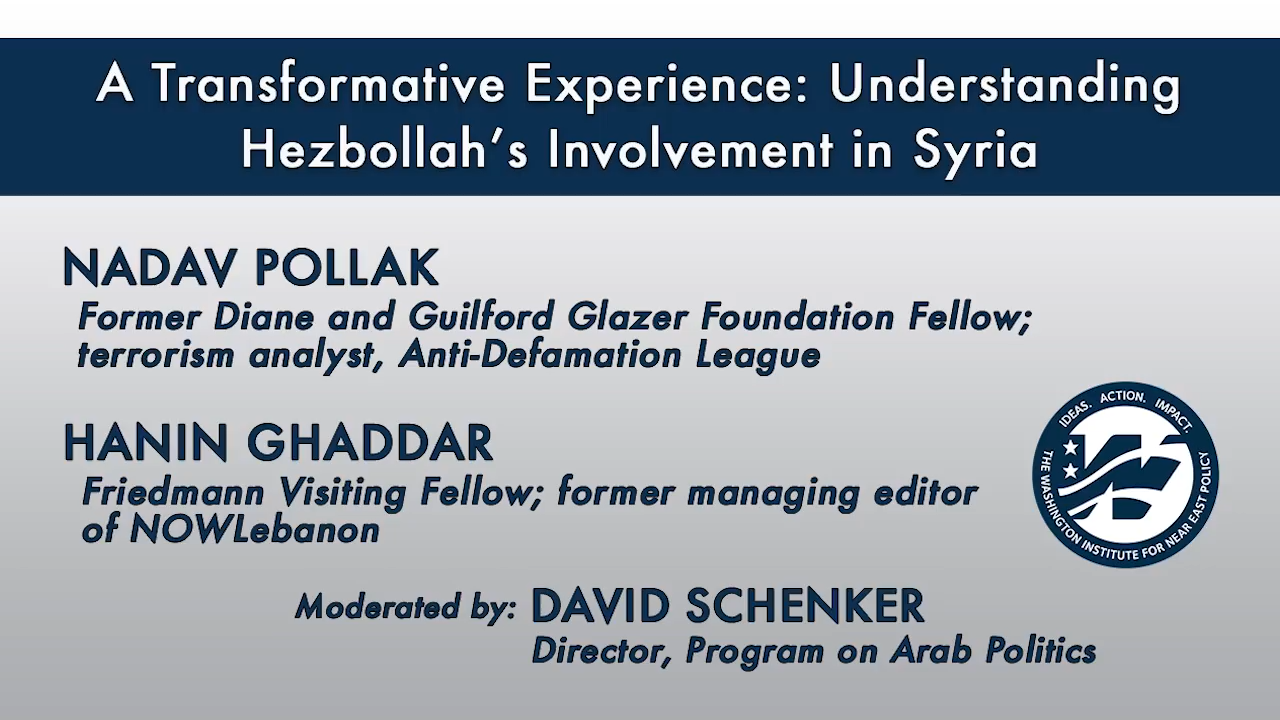 A Transformative Experience: Understanding
Hezbollah’s Involvement in Syria
NADAV POLLAK
Former Diane and Guilford Glazer Foundation Fellow;
terrorism analyst, Anti-Defamation League
HANIN GHADDAR
Friedmann Visiting Fellow; former managing editor
of NOWLebanon
IDEAS. ACTION. IMPACT.
THE WASHINGTON INSTITUTE FOR NEAR EAST POLICY
Moderated by: DAVID SCHENKER
Director, Program on Arab Politics